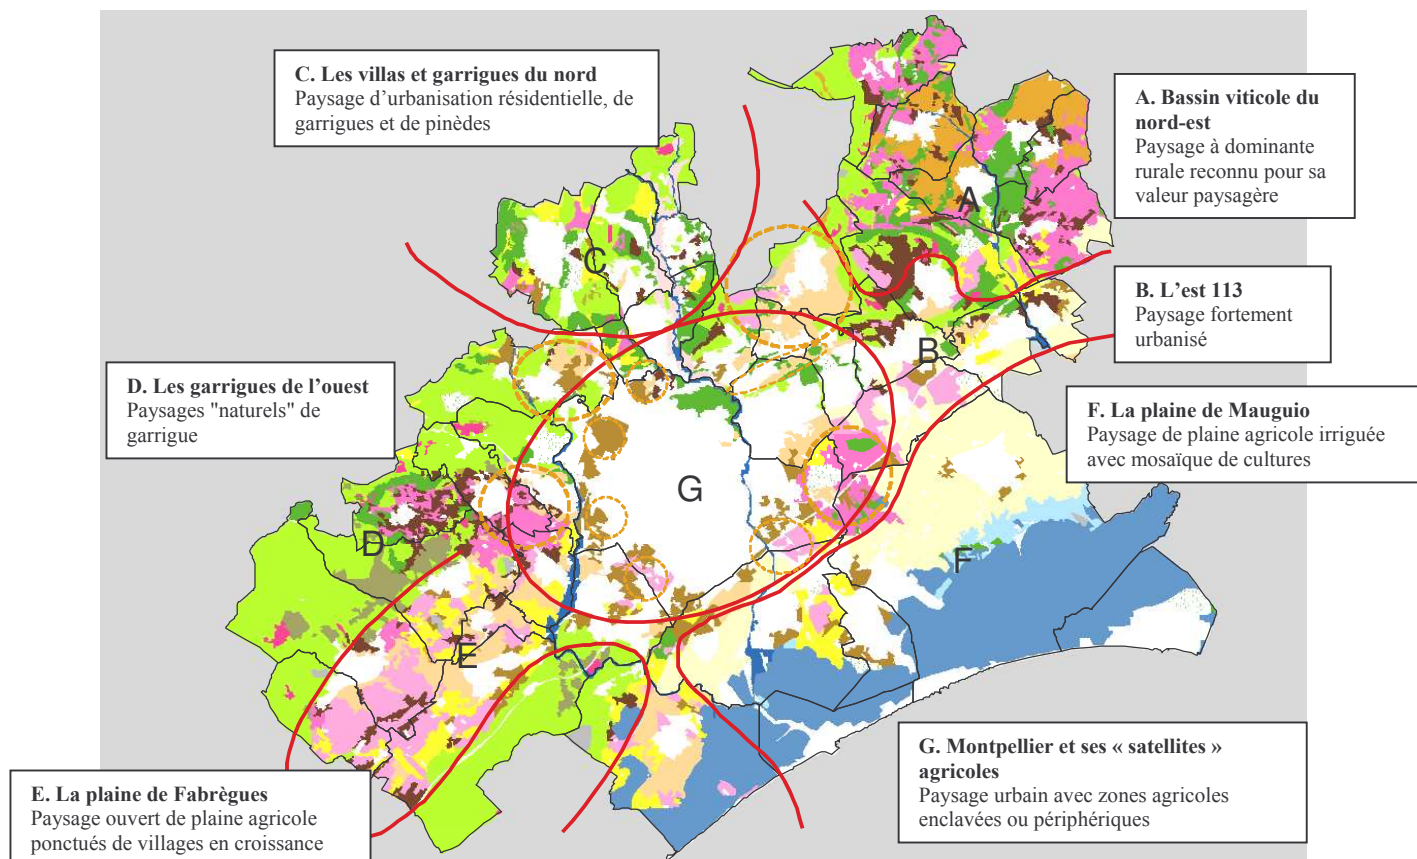 C. Les villas et garrigues du nord
Paysage d’urbanisation résidentielle, de
garrigues et de pinèdes
A. Bassin viticole du
nord-est
Paysage à dominante
rurale reconnu pour sa
valeur paysagère
B. L’est 113
Paysage fortement
urbanisé
D. Les garrigues de l’ouest
Paysages "naturels" de
garrigue
F. La plaine de Mauguio
Paysage de plaine agricole irriguée
avec mosaïque de cultures
G. Montpellier et ses « satellites »
agricoles
Paysage urbain avec zones agricoles
enclavées ou périphériques
E. La plaine de Fabrègues
Paysage ouvert de plaine agricole
ponctués de villages en croissance
A
C
B
G
D
F
E